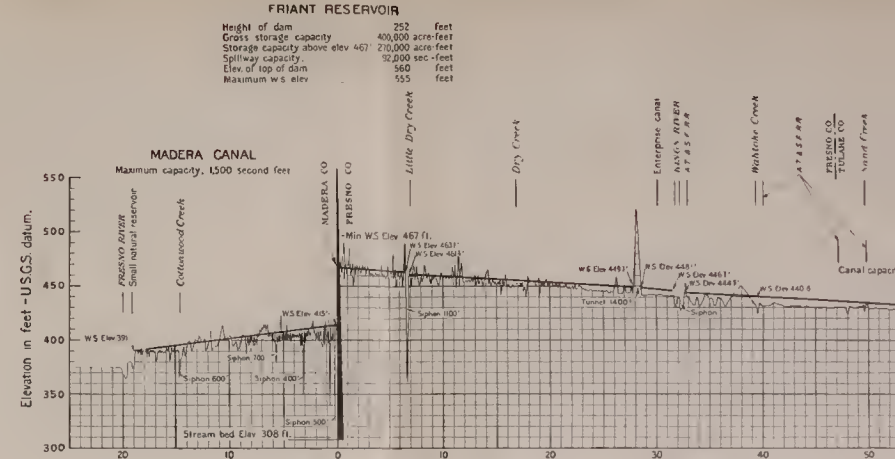 FRIANT RESERVOIR
Height of dam 252 feet
Gross storage capacity 400,000 acre-feet
Storage capacity above elev 467' 270,000 acre-feet
Spillway capacity. 92,000 sec-feet
Elev. of top of dam 560 feet
Maximum w s elev 555 feet
MADERA CANAL
Maximum capacity, 1,500 second feet
Elevation in feet - U.S.G.S. datum.
550
500
450
400
350
300
FRESNO RIVER
Small natural reservoir
Cottonwood Creek
MADERA CO
FRESNO CO
Little Dry Creek
Dry Creek
Enterprise canal
KINGS RIVER
A T & S F R R
Wahtoke Creek
A T & S F R R
FRESNO CO
TULARE CO
Sand Creek
Min W.S Elev 467 ft.
W S Elev 463.1'
W S Elev
W S Elev 449.1'
W S Elev 448
W S Elev 446.1'
W S Elev 444.1'
W S Elev 440.8
Canal capaci
W S Elev 415'
W S Elev 391
Siphon 1100'
Tunnel 1400'
Siphon
Siphon 700
Siphon 600'
Siphon 400'
Siphon 500'
Stream bed Elev 308 ft.
20
10
0
10
20
30
40
50